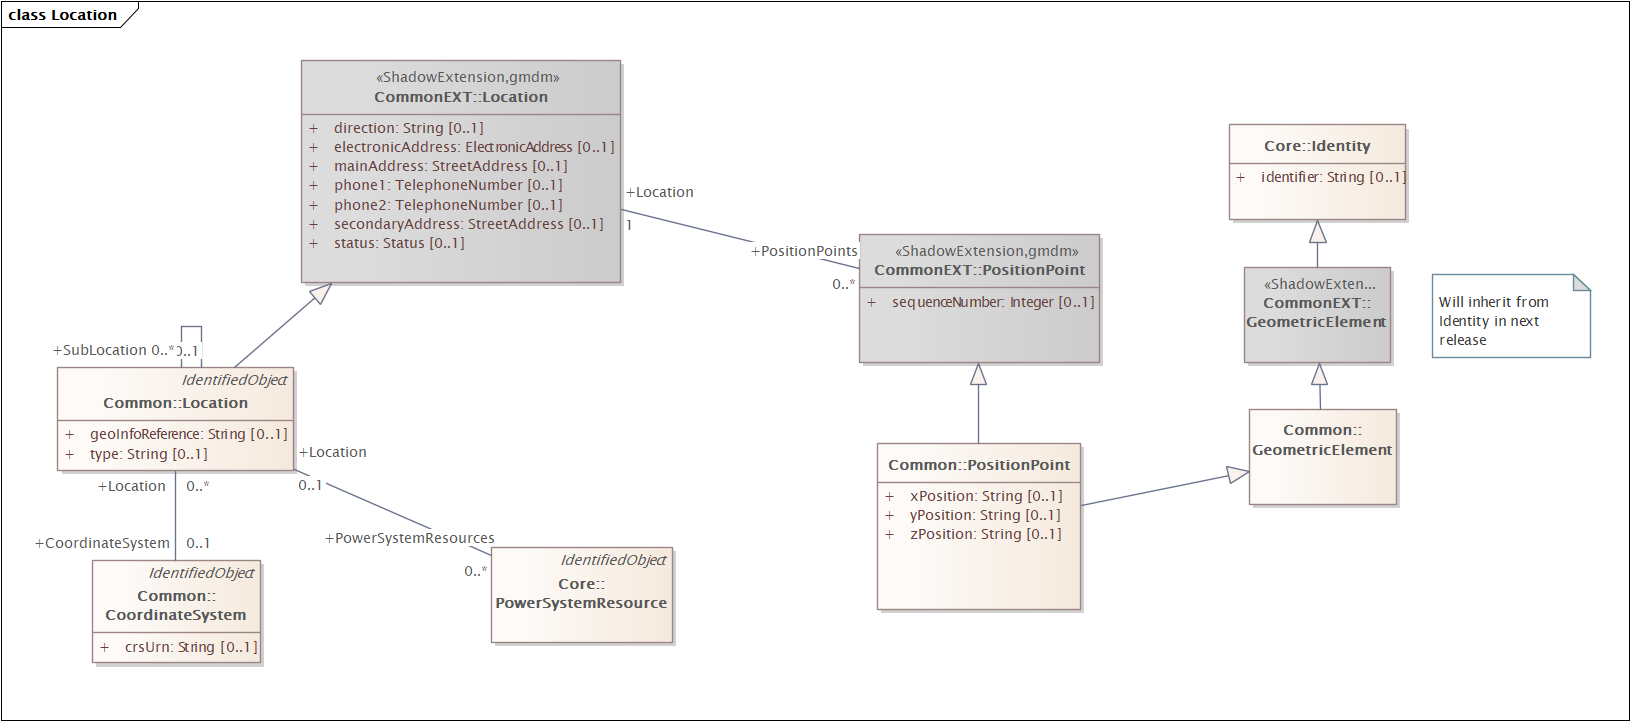 class Location
«ShadowExtension,gmdm»
CommonEXT::Location
+ direction: String [0..1]
+ electronicAddress: ElectronicAddress [0..1]
+ mainAddress: StreetAddress [0..1]
+ phone1: TelephoneNumber [0..1]
+ phone2: TelephoneNumber [0..1]
+ secondaryAddress: StreetAddress [0..1]
+ status: Status [0..1]
+Location
1
+PositionPoints
0..*
«ShadowExtension,gmdm»
CommonEXT::PositionPoint
+ sequenceNumber: Integer [0..1]
Core::Identity
+ identifier: String [0..1]
«ShadowExten...
CommonEXT::
GeometricElement
Will inherit from
Identity in next
release
+SubLocation 0..*
0..1
IdentifiedObject
Common::Location
+ geoInfoReference: String [0..1]
+ type: String [0..1]
+Location
0..1
+Location 0..*
+CoordinateSystem 0..1
+PowerSystemResources
0..*
IdentifiedObject
Common::
CoordinateSystem
+ crsUrn: String [0..1]
IdentifiedObject
Core::
PowerSystemResource
Common::PositionPoint
+ xPosition: String [0..1]
+ yPosition: String [0..1]
+ zPosition: String [0..1]
Common::
GeometricElement